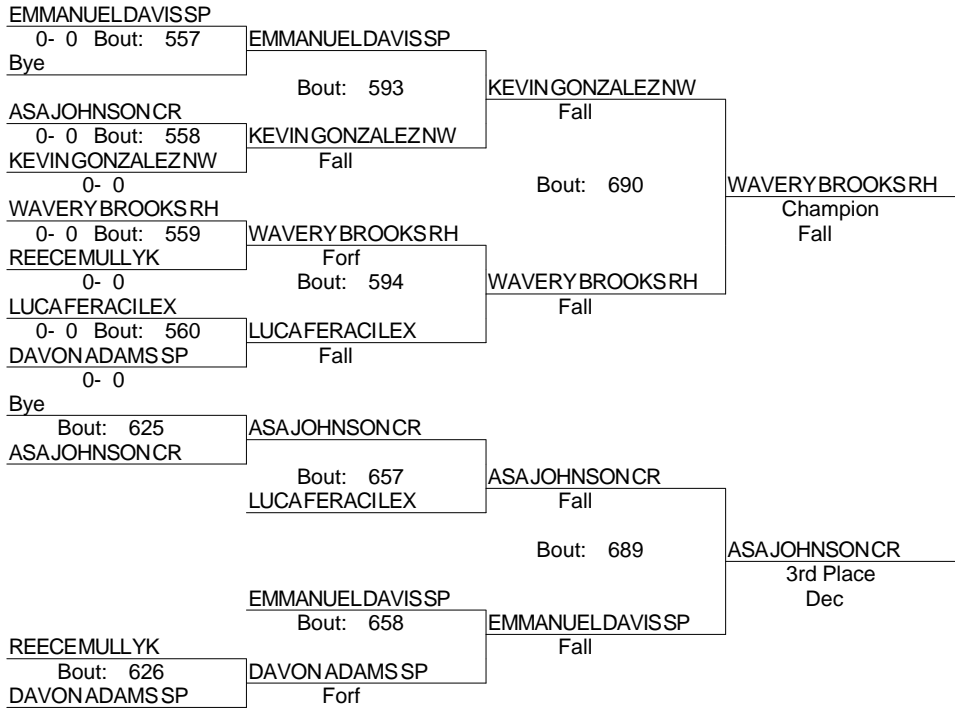 EMMANUELDAVISSP
0- 0 Bout: 557 EMMANUELDAVISSP
Bye
Bout: 593 KEVINGONZALEZNW
ASAJOHNSONCR Fall
0- 0 Bout: 558 KEVINGONZALEZNW
KEVINGONZALEZNW Fall
0- 0 Bout: 690 WAVERYBROOKSRH
WAVERYBROOKSRH Champion
0- 0 Bout: 559 WAVERYBROOKSRH Fall
REECEMULLYK Forf
0- 0 Bout: 594 WAVERYBROOKSRH
LUCAFERACILEX Fall
0- 0 Bout: 560 LUCAFERACILEX
DAVONADAMSSP Fall
0- 0
Bye
Bout: 625 ASAJOHNSONCR
ASAJOHNSONCR
Bout: 657 ASAJOHNSONCR
LUCAFERACILEX Fall
Bout: 689 ASAJOHNSONCR
3rd Place
EMMANUELDAVISSP Dec
Bout: 658 EMMANUELDAVISSP
REECEMULLYK Fall
Bout: 626 DAVONADAMSSP
DAVONADAMSSP Forf